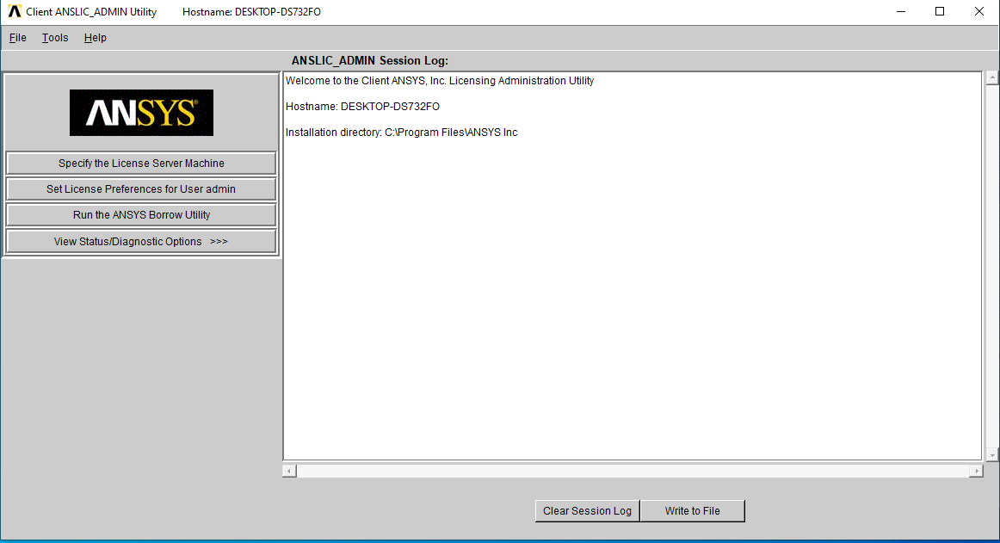 Client ANSLIC_ADMIN Utility Hostname: DESKTOP-DS732FO
File Tools Help
ANSLIC_ADMIN Session Log:
ANSYS®
Specify the License Server Machine
Set License Preferences for User admin
Run the ANSYS Borrow Utility
View Status/Diagnostic Options >>>
Welcome to the Client ANSYS, Inc. Licensing Administration Utility
Hostname: DESKTOP-DS732FO
Installation directory: C:\Program Files\ANSYS Inc
Clear Session Log Write to File